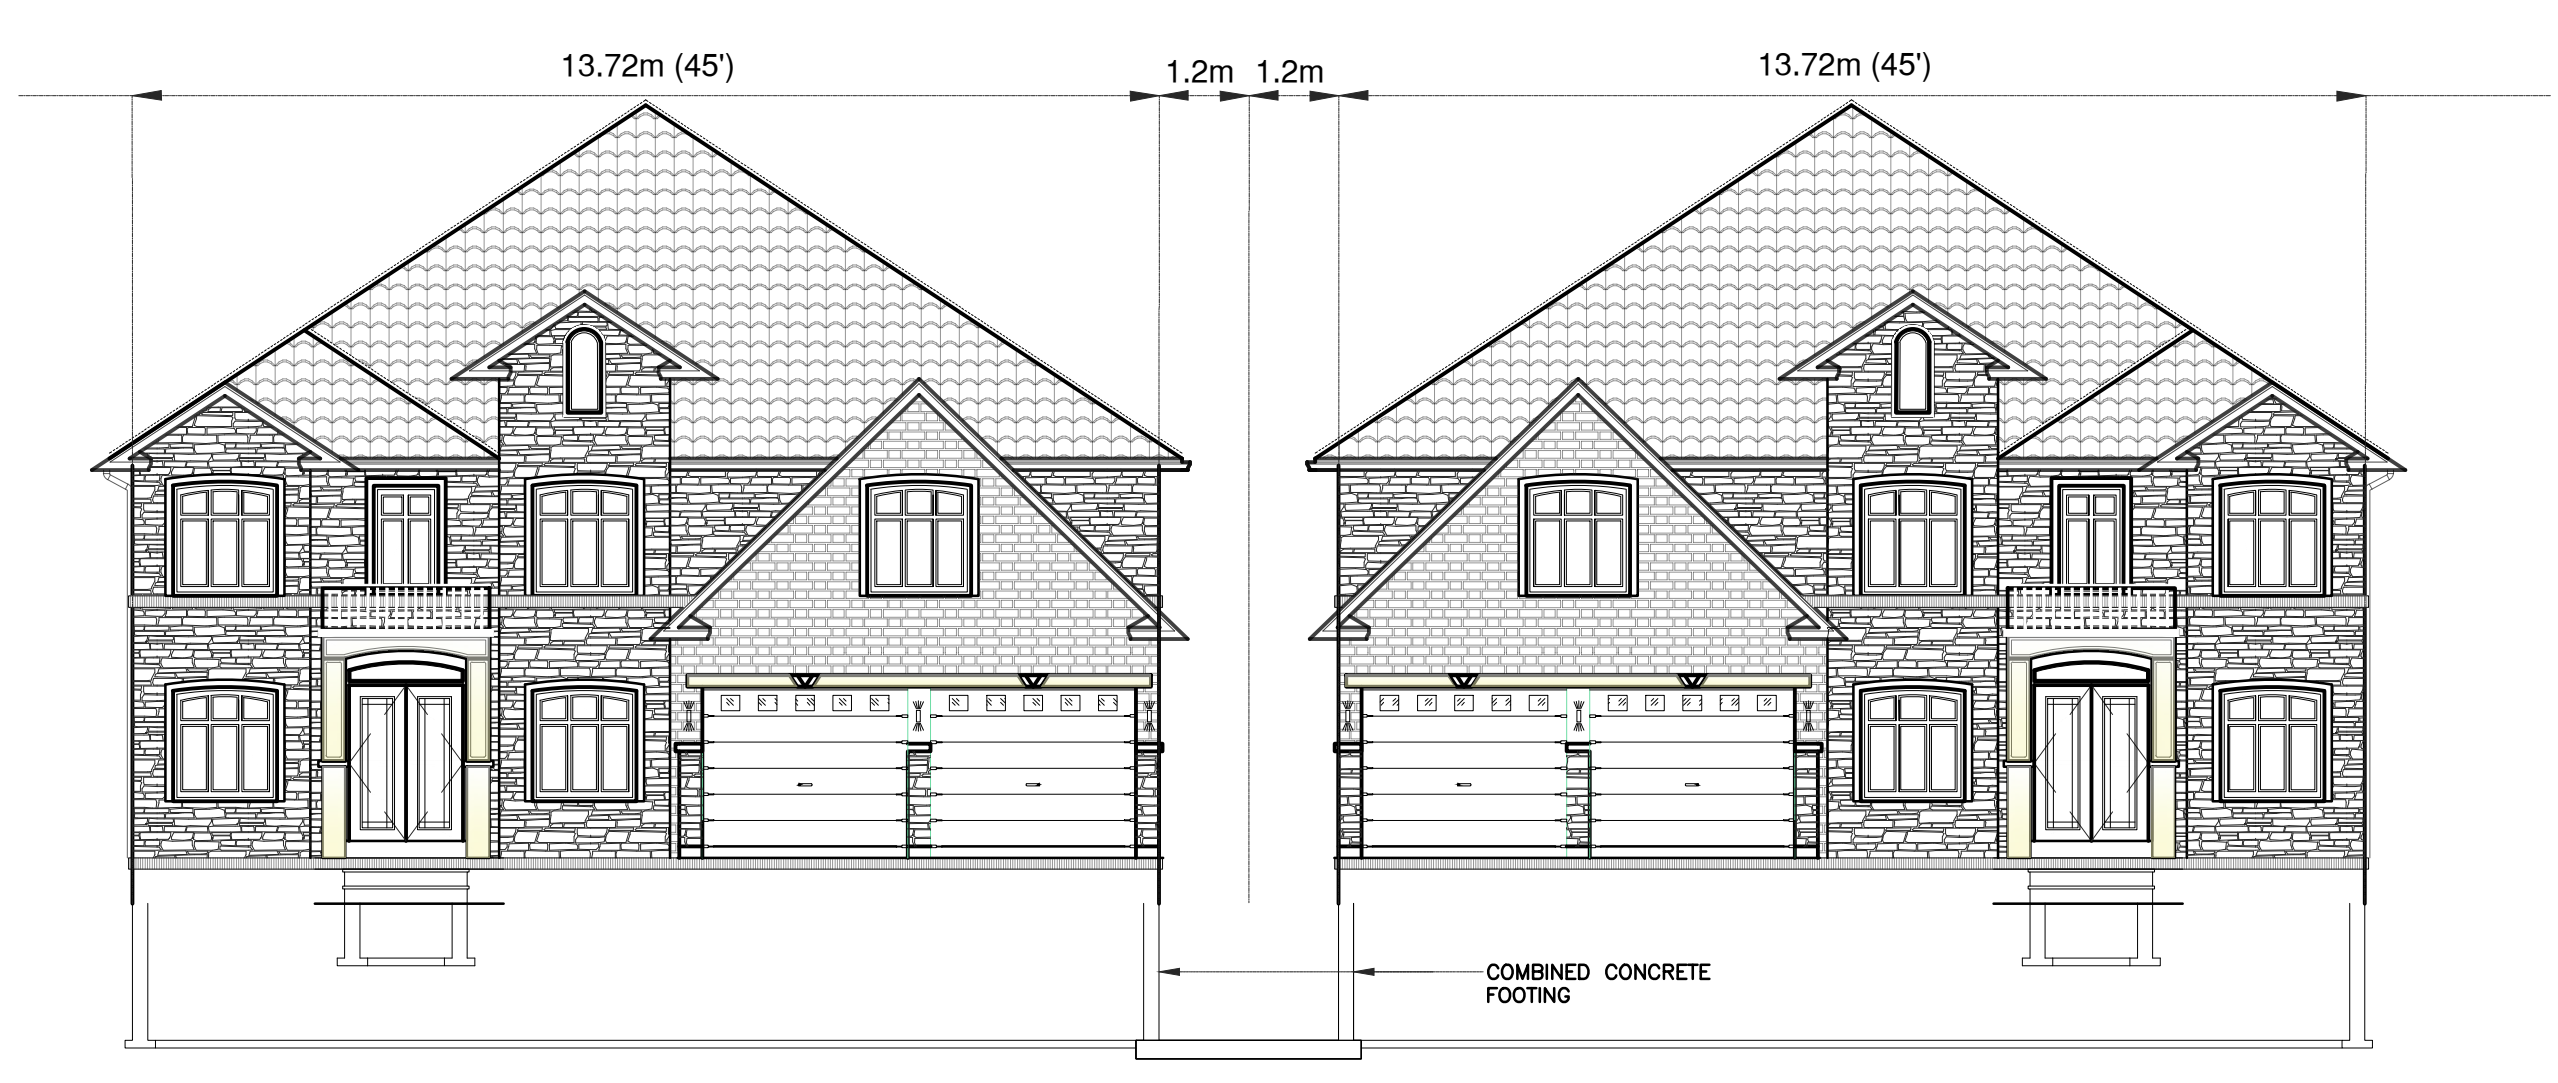 13.72m (45')
1.2m
1.2m
13.72m (45')
COMBINED CONCRETE
FOOTING